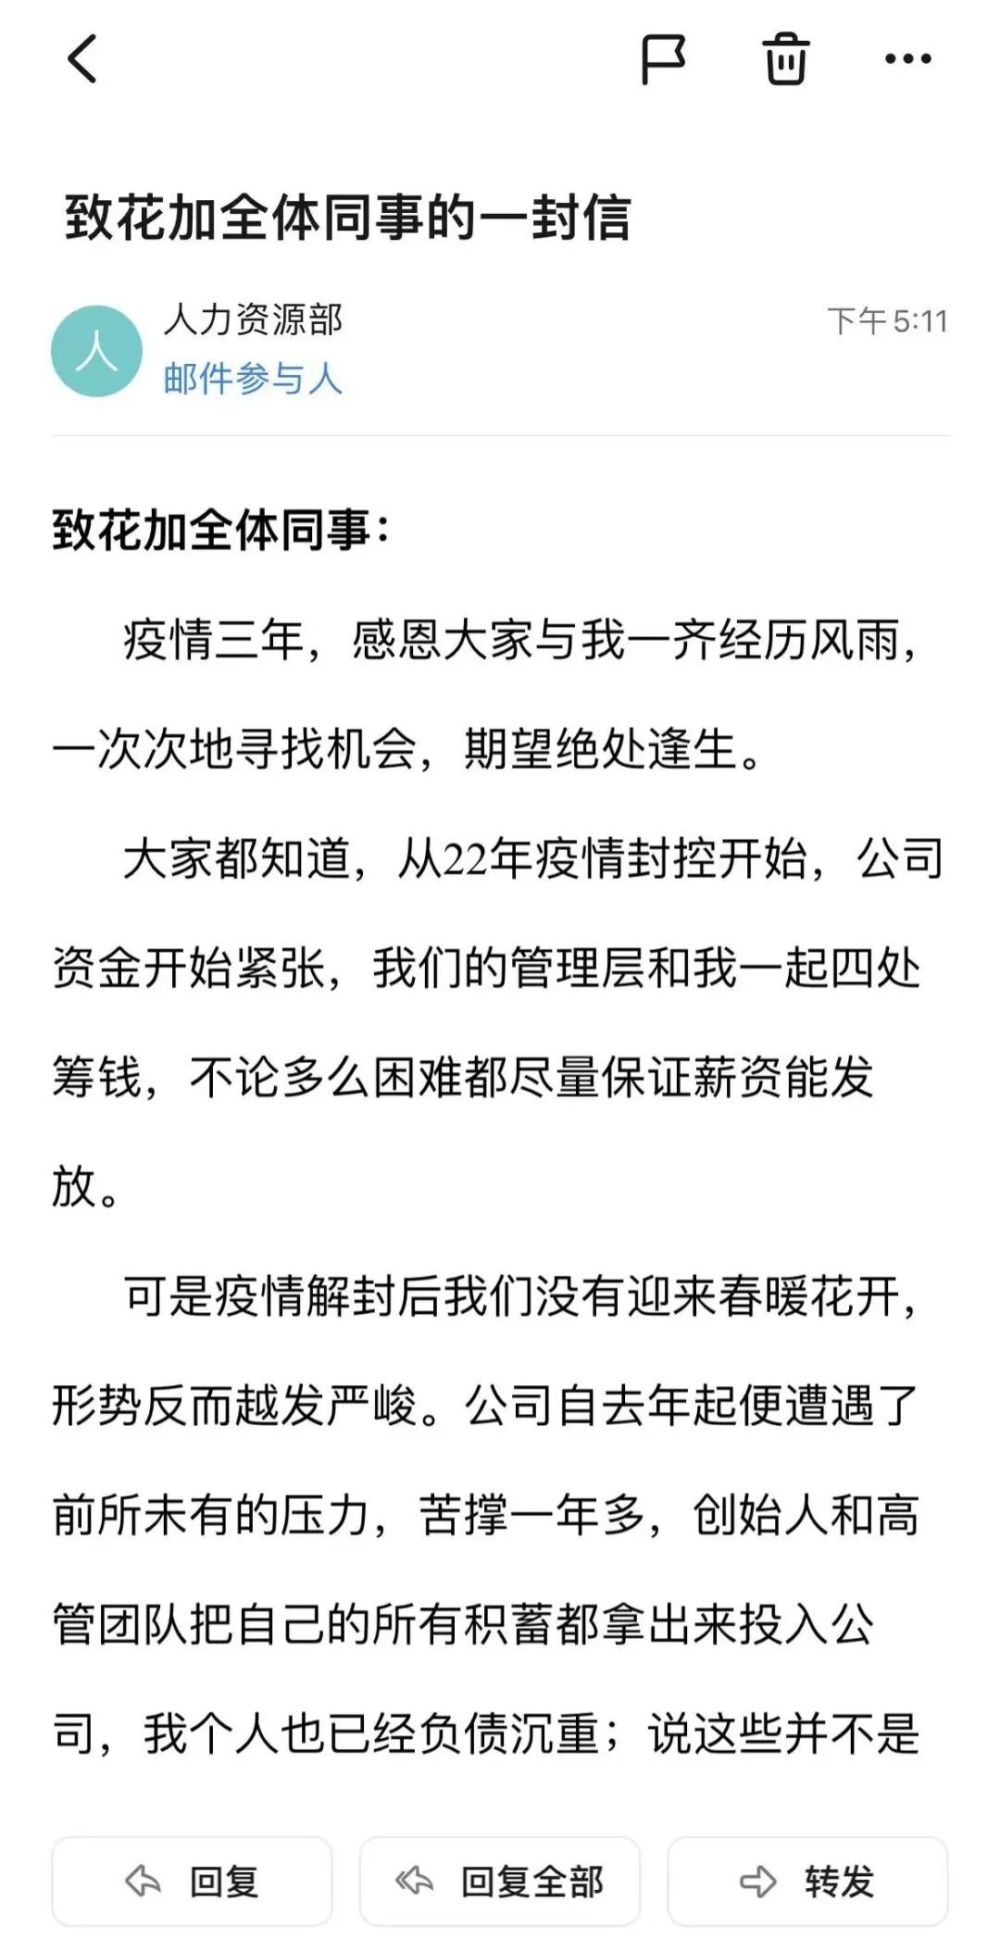 致花加全体同事的一封信
人
人力资源部
下午5:11
邮件参与人
致花加全体同事：
疫情三年，感恩大家与我一齐经历风雨，
一次次地寻找机会，期望绝处逢生。
大家都知道，从22年疫情封控开始，公司
资金开始紧张，我们的管理层和我一起四处
筹钱，不论多么困难都尽量保证薪资能发
放。
可是疫情解封后我们没有迎来春暖花开，
形势反而越发严峻。公司自去年起便遭遇了
前所未有的压力，苦撑一年多，创始人和高
管团队把自己的所有积蓄都拿出来投入公
司，我个人也已经负债沉重；说这些并不是
回复
回复全部
转发